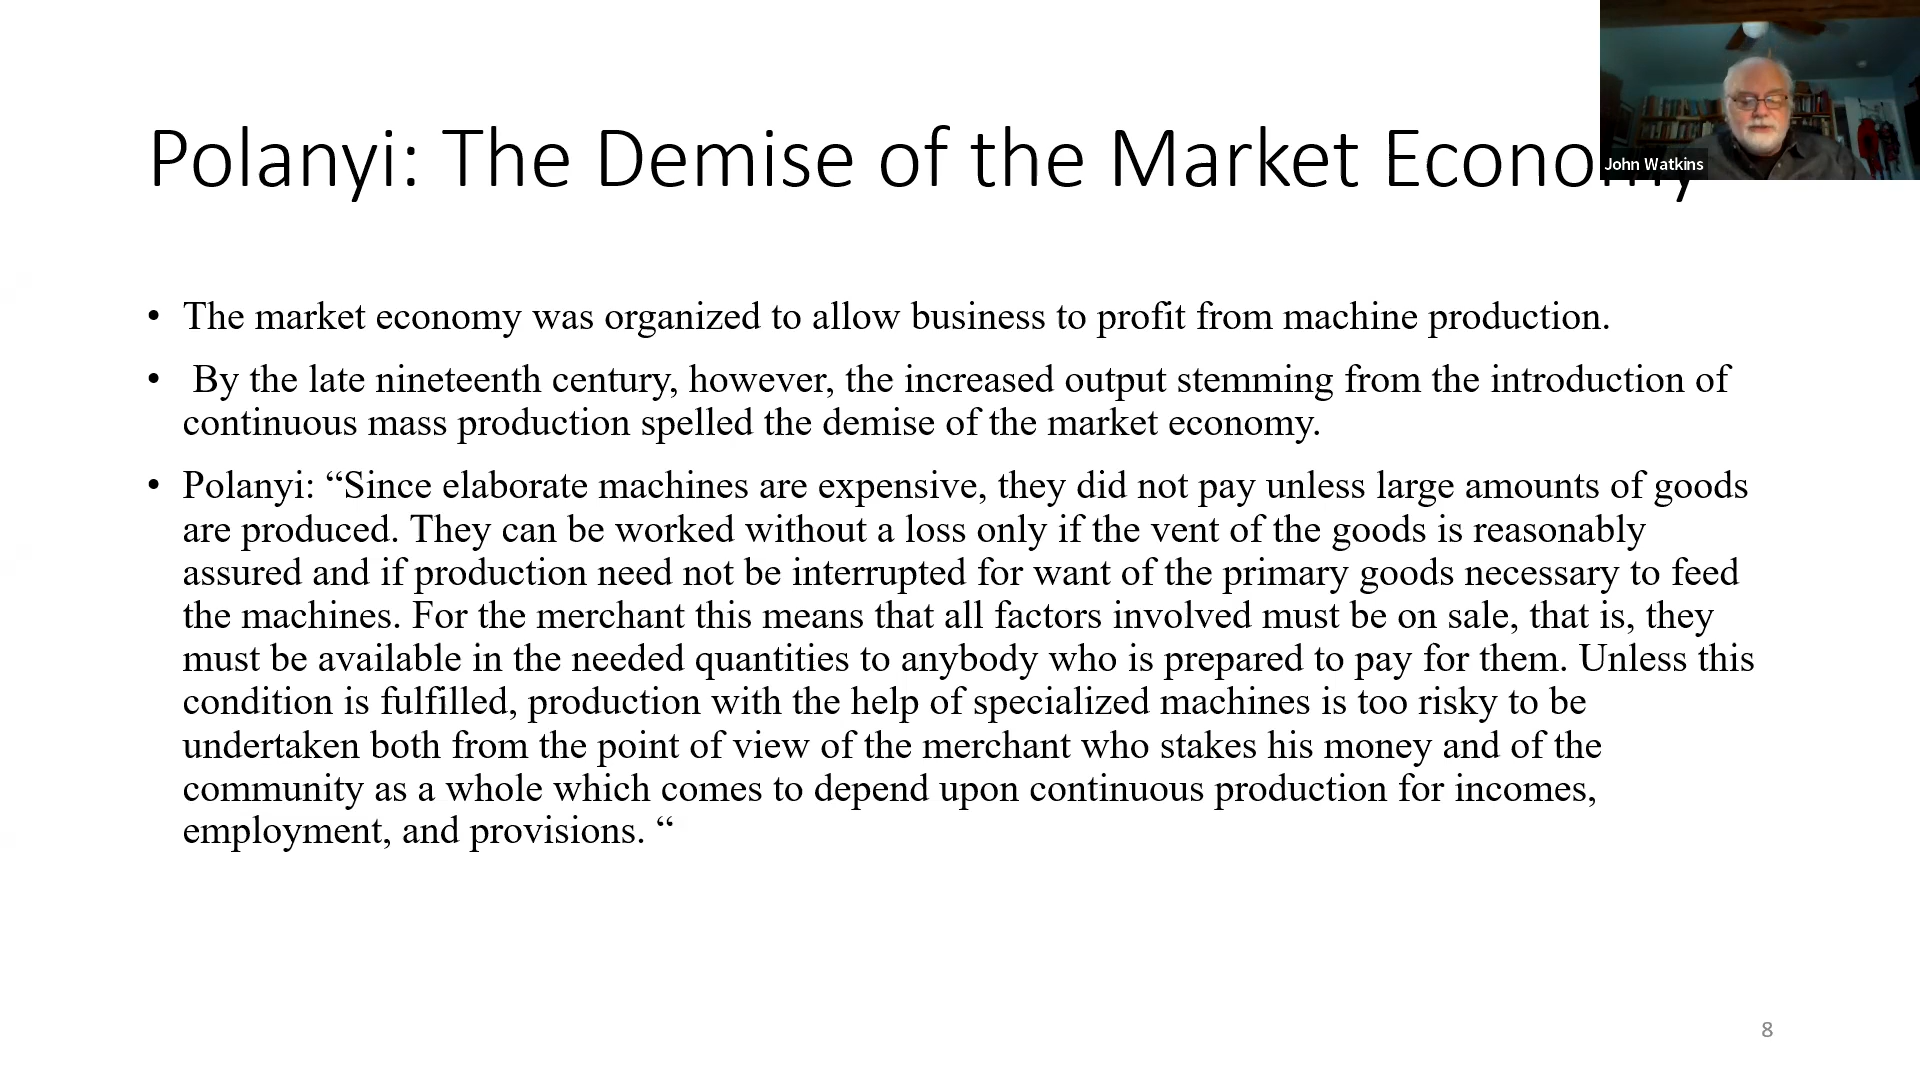 Polanyi: The Demise of the Market Economy
John Watkins
• The market economy was organized to allow business to profit from machine production.
• By the late nineteenth century, however, the increased output stemming from the introduction of
continuous mass production spelled the demise of the market economy.
• Polanyi: “Since elaborate machines are expensive, they did not pay unless large amounts of goods
are produced. They can be worked without a loss only if the vent of the goods is reasonably
assured and if production need not be interrupted for want of the primary goods necessary to feed
the machines. For the merchant this means that all factors involved must be on sale, that is, they
must be available in the needed quantities to anybody who is prepared to pay for them. Unless this
condition is fulfilled, production with the help of specialized machines is too risky to be
undertaken both from the point of view of the merchant who stakes his money and of the
community as a whole which comes to depend upon continuous production for incomes,
employment, and provisions. “
8